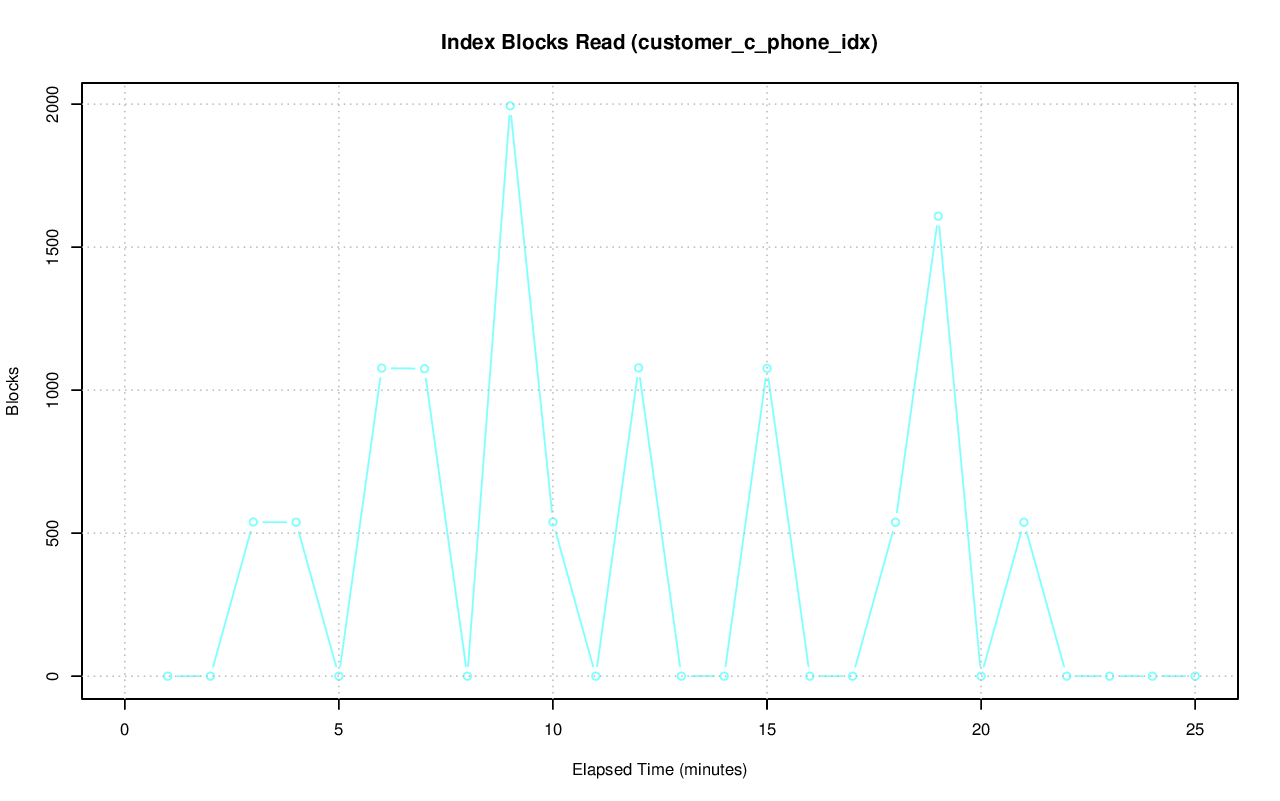 Index Blocks Read (customer_c_phone_idx)
2000
1500
1000
500
0
Blocks
0 5 10 15 20 25
Elapsed Time (minutes)